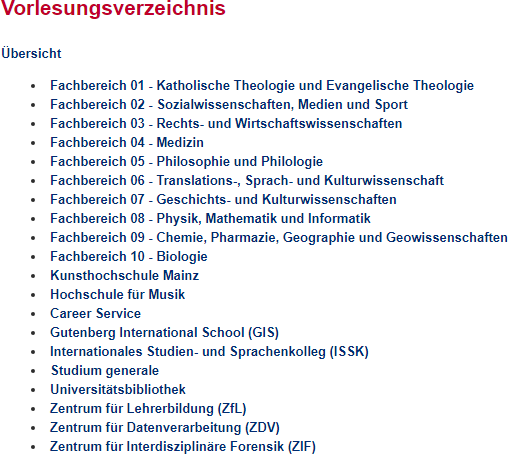 Vorlesungsverzeichnis
Übersicht
Fachbereich 01 - Katholische Theologie und Evangelische Theologie
Fachbereich 02 - Sozialwissenschaften, Medien und Sport
Fachbereich 03 - Rechts- und Wirtschaftswissenschaften
Fachbereich 04 - Medizin
Fachbereich 05 - Philosophie und Philologie
Fachbereich 06 - Translations-, Sprach- und Kulturwissenschaft
Fachbereich 07 - Geschichts- und Kulturwissenschaften
Fachbereich 08 - Physik, Mathematik und Informatik
Fachbereich 09 - Chemie, Pharmazie, Geographie und Geowissenschaften
Fachbereich 10 - Biologie
Kunsthochschule Mainz
Hochschule für Musik
Career Service
Gutenberg International School (GIS)
Internationales Studien- und Sprachenkolleg (ISSK)
Studium generale
Universitätsbibliothek
Zentrum für Lehrerbildung (ZfL)
Zentrum für Datenverarbeitung (ZDV)
Zentrum für Interdisziplinäre Forensik (ZIF)